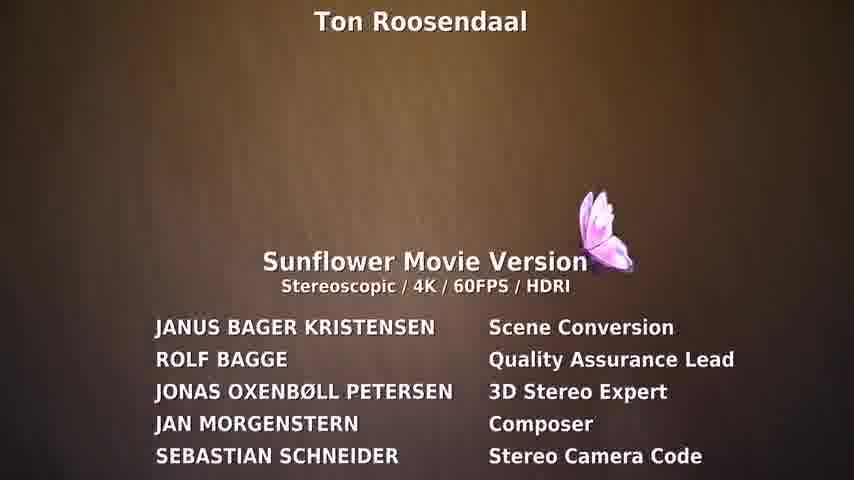 Ton Roosendaal
Sunflower Movie Version
Stereoscopic / 4K / 60FPS / HDRI
JANUS BAGER KRISTENSEN Scene Conversion
ROLF BAGGE Quality Assurance Lead
JONAS OXENBØLL PETERSEN 3D Stereo Expert
JAN MORGENSTERN Composer
SEBASTIAN SCHNEIDER Stereo Camera Code